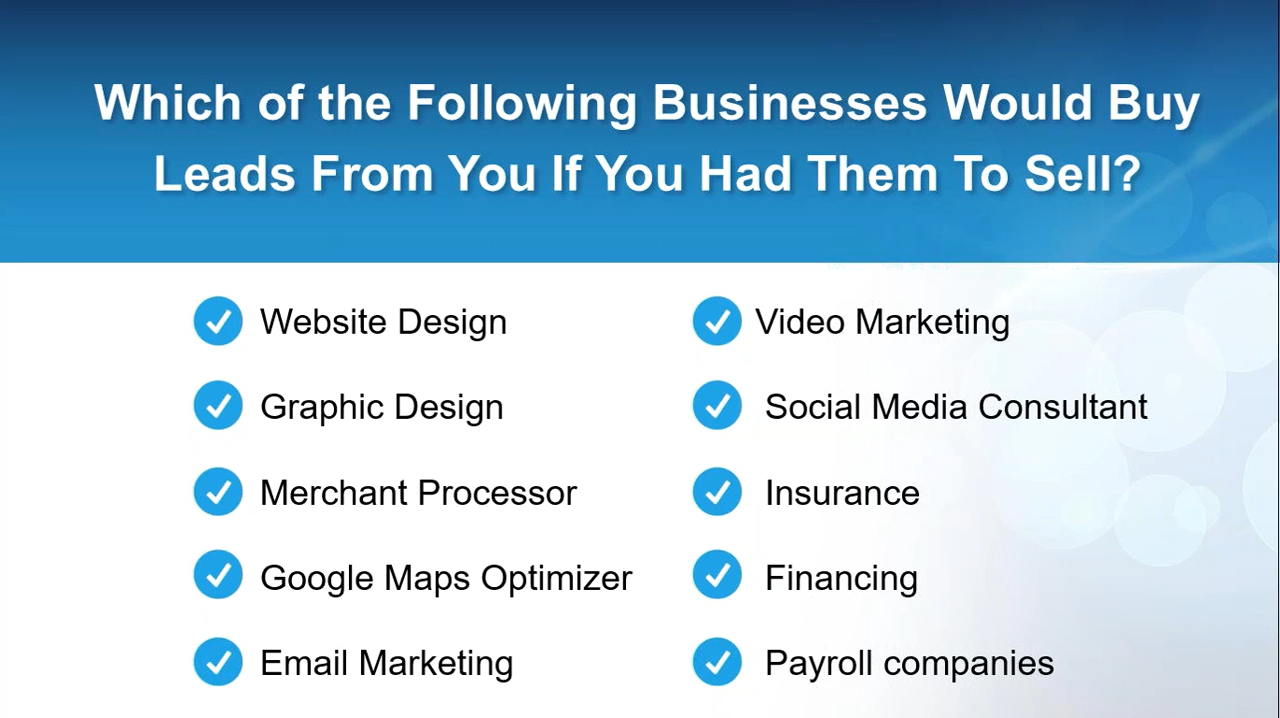 Which of the Following Businesses Would Buy
Leads From You If You Had Them To Sell?
Website Design
Graphic Design
Merchant Processor
Google Maps Optimizer
Email Marketing
Video Marketing
Social Media Consultant
Insurance
Financing
Payroll companies